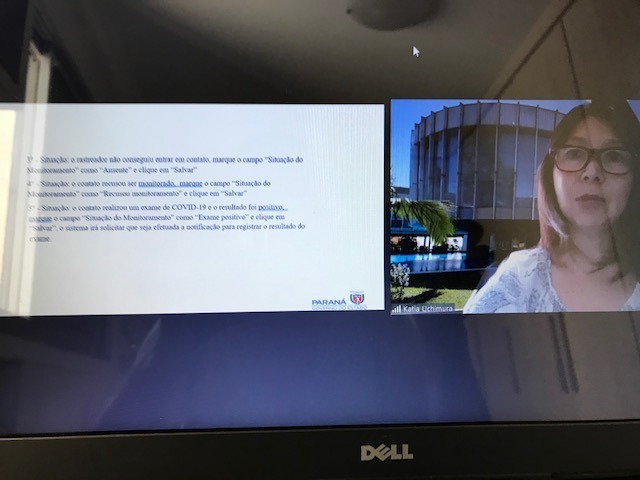 - Situação: o rastreador não conseguiu entrar em contato, marque o campo “Situação do
Monitoramento” como “Ausente” e clique em “Salvar”
4ª - Situação: o contato recusou ser monitorado, marque o campo “Situação do
Monitoramento” como “Recusou monitoramento” e clique em “Salvar”
- Situação: o contato realizou um exame de COVID-19 e o resultado foi positivo,
marque o campo “Situação do Monitoramento” como “Exame positivo” e clique em
“Salvar”, o sistema irá solicitar que seja efetuada a notificação para registrar o resultado do
exame.
PARANÁ
GOVERNO DO ESTADO
Katia Uchimura
DELL